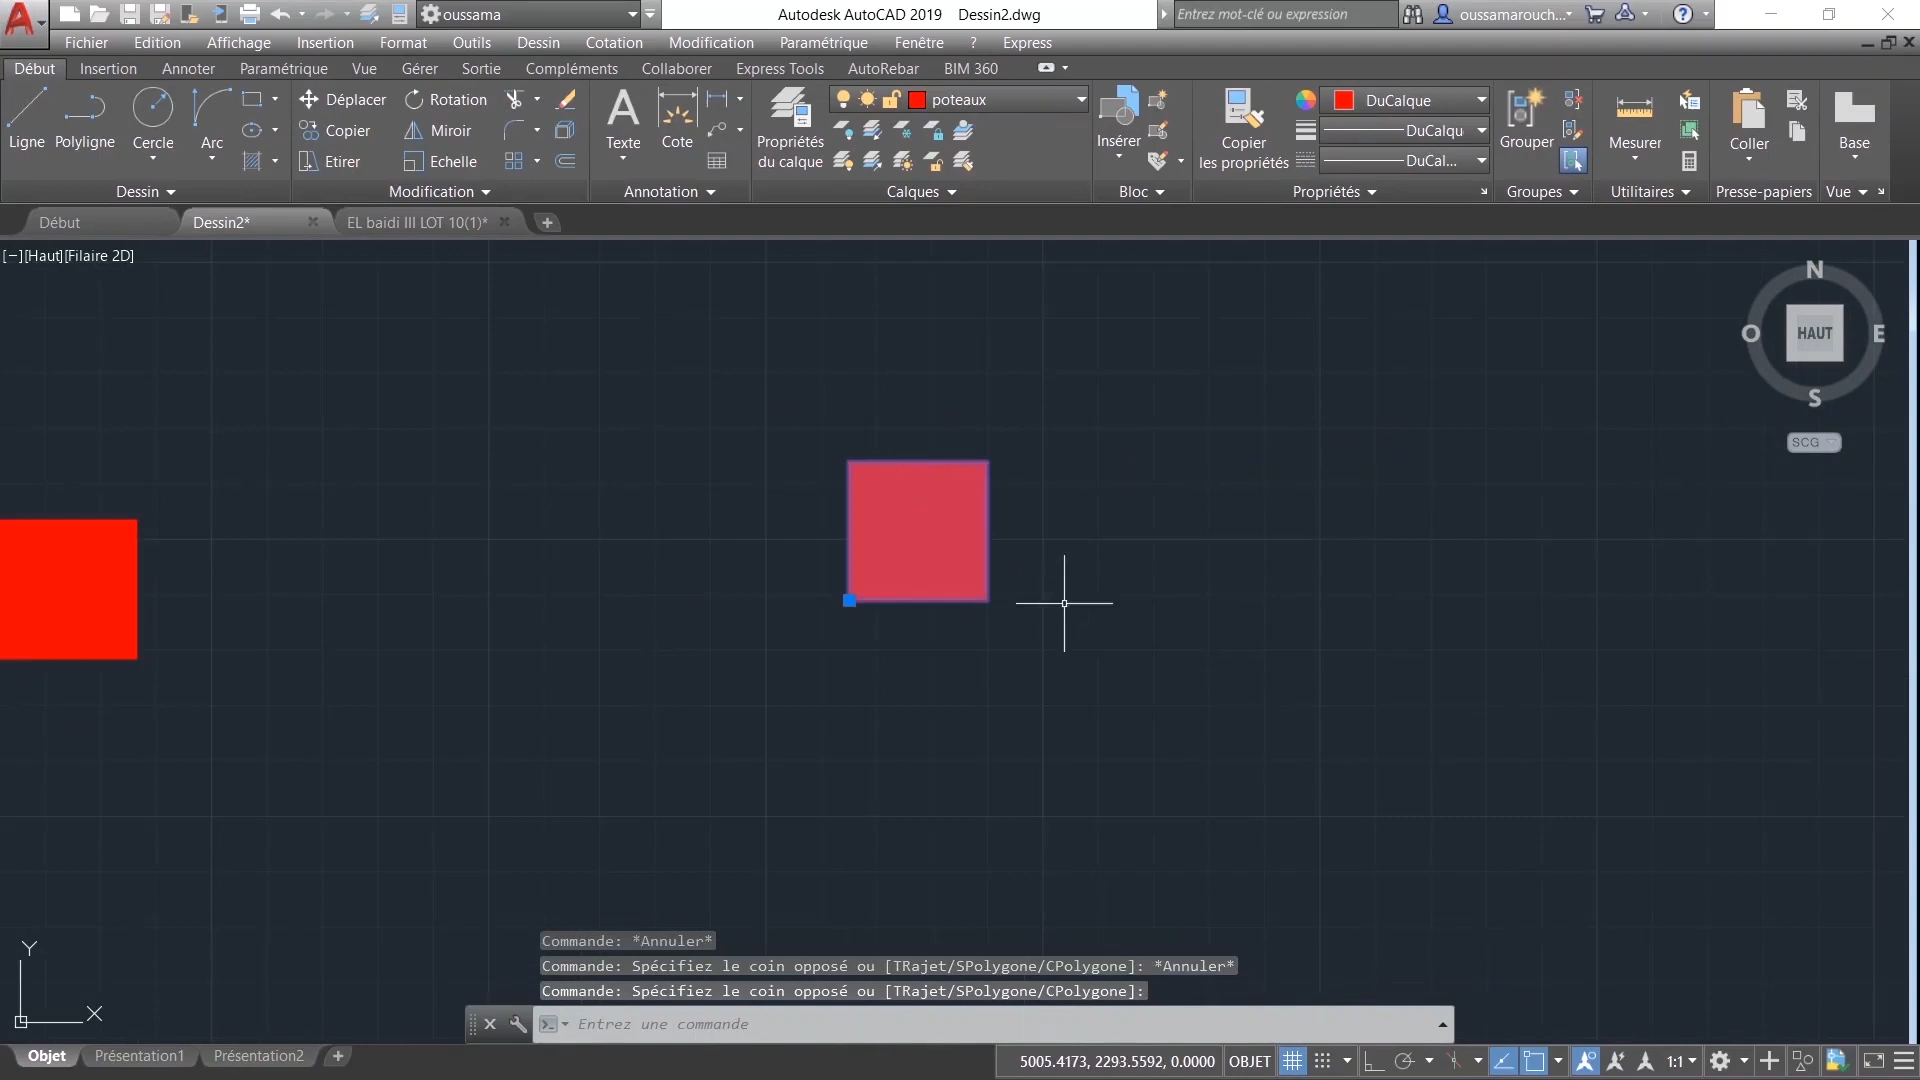 oussama
Autodesk AutoCAD 2019 Dessin2.dwg
Entrez mot-clé ou expression
oussamarouch...
?
Fichier Edition Affichage Insertion Format Outils Dessin Cotation Modification Paramétrique Fenêtre ? Express
Début Insertion Annoter Paramétrique Vue Gérer Sortie Compléments Collaborer Express Tools AutoRebar BIM 360
Ligne
Polyligne
Cercle
Arc
Déplacer Rotation
Copier Miroir
Etirer Echelle
A
Texte
Cote
Propriétés
du calque
poteaux
Insérer
Copier
les propriétés
DuCalque
DuCalqu
DuCal...
Grouper
Mesurer
Coller
Base
Dessin Modification Annotation Calques Bloc Propriétés Groupes Utilitaires Presse-papiers Vue
Début Dessin2* EL baidi III LOT 10(1)*
[−][Haut][Filaire 2D]
N
O HAUT E
S
SCG
Y
X
Commande: *Annuler*
Commande: Spécifiez le coin opposé ou [TRajet/SPolygone/CPolygone]: *Annuler*
Commande: Spécifiez le coin opposé ou [TRajet/SPolygone/CPolygone]:
Entrez une commande
Objet Présentation1 Présentation2 +
5005.4173, 2293.5592, 0.0000 OBJET 1:1